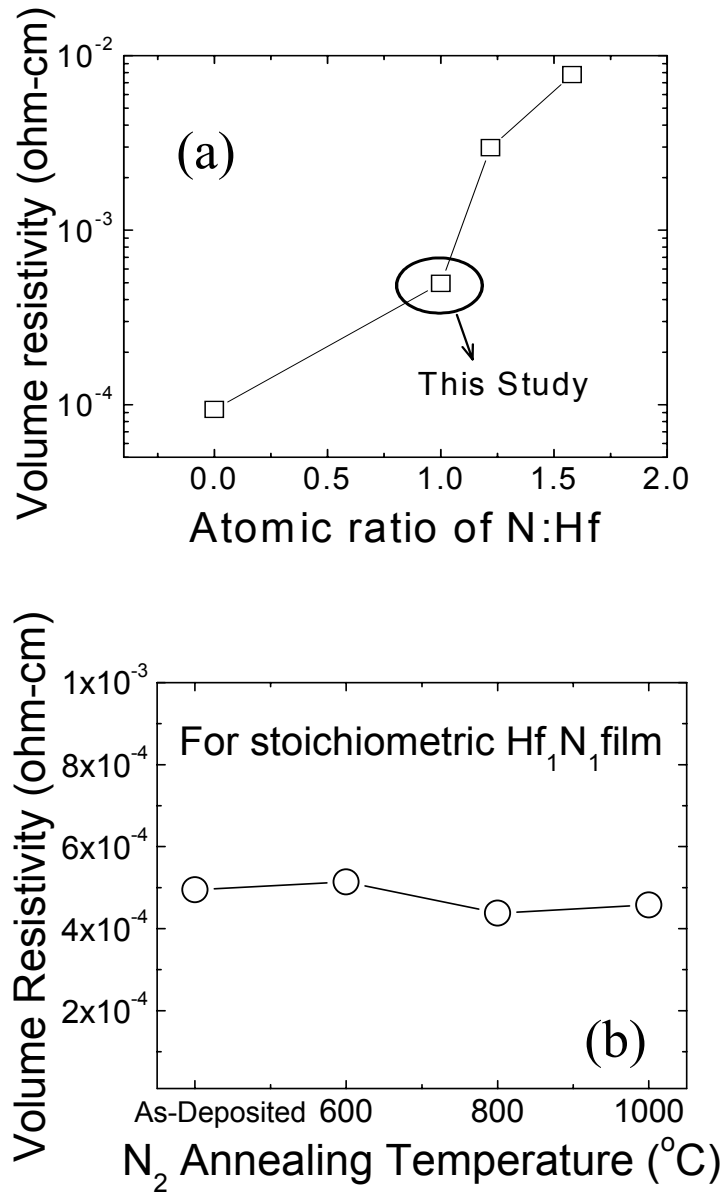 Volume resistivity (ohm-cm)
10⁻²
10⁻³
10⁻⁴
(a)
This Study
0.0 0.5 1.0 1.5 2.0
Atomic ratio of N:Hf
Volume Resistivity (ohm-cm)
1x10⁻³
For stoichiometric Hf₁N₁film
8x10⁻⁴
6x10⁻⁴
4x10⁻⁴
2x10⁻⁴
(b)
As-Deposited 600 800 1000
N₂ Annealing Temperature (°C)